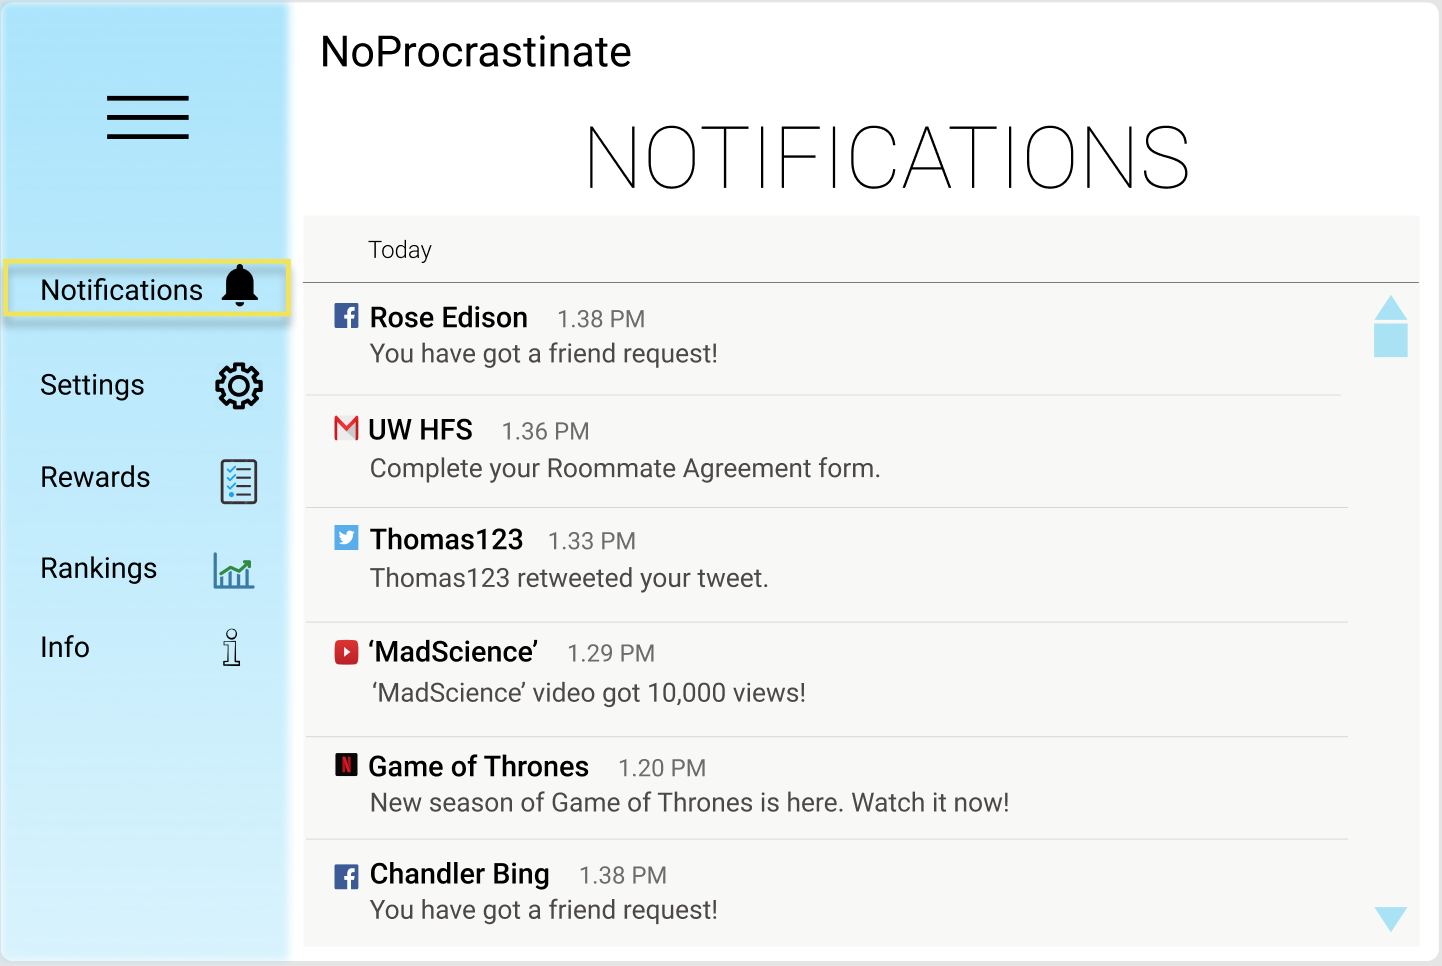 NoProcrastinate
NOTIFICATIONS
Notifications
Settings
Rewards
Rankings
Info
Today
Rose Edison 1.38 PM
You have got a friend request!
UW HFS 1.36 PM
Complete your Roommate Agreement form.
Thomas123 1.33 PM
Thomas123 retweeted your tweet.
‘MadScience’ 1.29 PM
‘MadScience’ video got 10,000 views!
Game of Thrones 1.20 PM
New season of Game of Thrones is here. Watch it now!
Chandler Bing 1.38 PM
You have got a friend request!